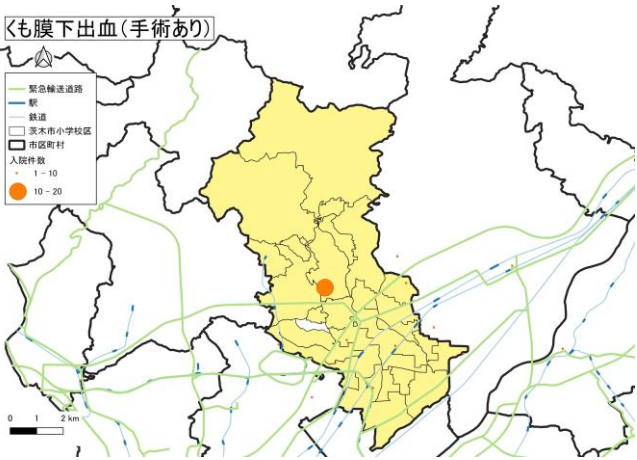 くも膜下出血(手術あり)
緊急輸送道路
駅
鉄道
茨木市小学校区
市区町村
入院件数
1 - 10
10 - 20
0 1 2 km